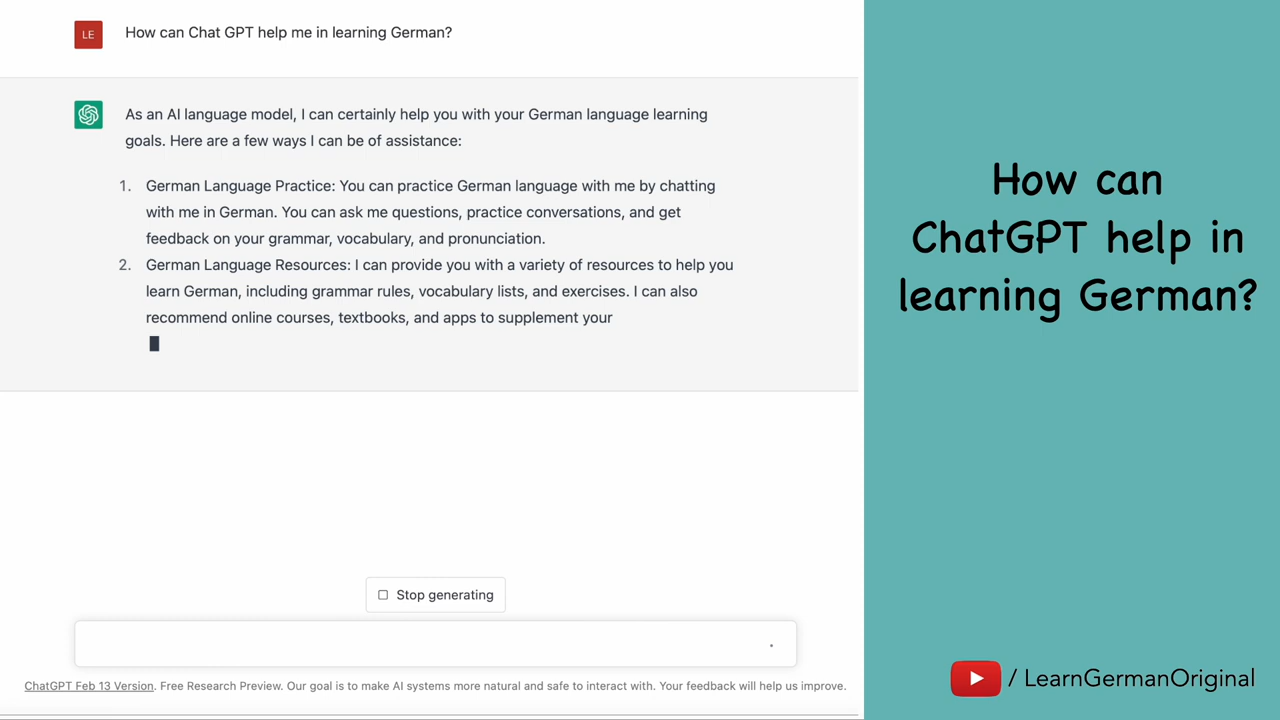 LE
How can Chat GPT help me in learning German?
As an AI language model, I can certainly help you with your German language learning
goals. Here are a few ways I can be of assistance:
1. German Language Practice: You can practice German language with me by chatting
with me in German. You can ask me questions, practice conversations, and get
feedback on your grammar, vocabulary, and pronunciation.
2. German Language Resources: I can provide you with a variety of resources to help you
learn German, including grammar rules, vocabulary lists, and exercises. I can also
recommend online courses, textbooks, and apps to supplement your
Stop generating
ChatGPT Feb 13 Version. Free Research Preview. Our goal is to make AI systems more natural and safe to interact with. Your feedback will help us improve.
How can
ChatGPT help in
learning German?
/ LearnGermanOriginal